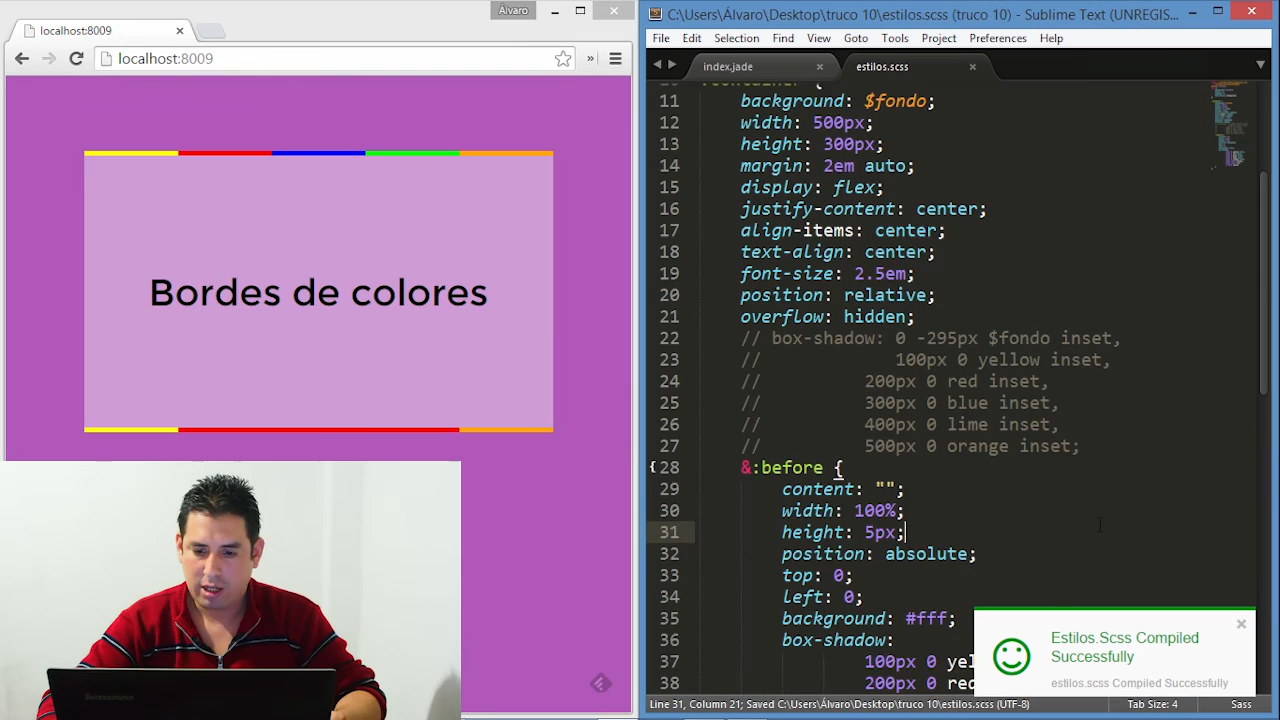 Álvaro
localhost:8009
localhost:8009
Bordes de colores
C:\Users\Álvaro\Desktop\truco 10\estilos.scss (truco 10) - Sublime Text (UNREGIS...
File Edit Selection Find View Goto Tools Project Preferences Help
index.jade estilos.scss
11 background: $fondo;
12 width: 500px;
13 height: 300px;
14 margin: 2em auto;
15 display: flex;
16 justify-content: center;
17 align-items: center;
18 text-align: center;
19 font-size: 2.5em;
20 position: relative;
21 overflow: hidden;
22 // box-shadow: 0 -295px $fondo inset,
23 // 100px 0 yellow inset,
24 // 200px 0 red inset,
25 // 300px 0 blue inset,
26 // 400px 0 lime inset,
27 // 500px 0 orange inset;
28 &:before {
29 content: "";
30 width: 100%;
31 height: 5px;
32 position: absolute;
33 top: 0;
34 left: 0;
35 background: #fff;
36 box-shadow:
37 100px 0 yel
38 200px 0 red
Estilos.Scss Compiled
Successfully
estilos.scss Compiled Successfully
Line 31, Column 21; Saved C:\Users\Álvaro\Desktop\truco 10\estilos.scss (UTF-8) Tab Size: 4 Sass